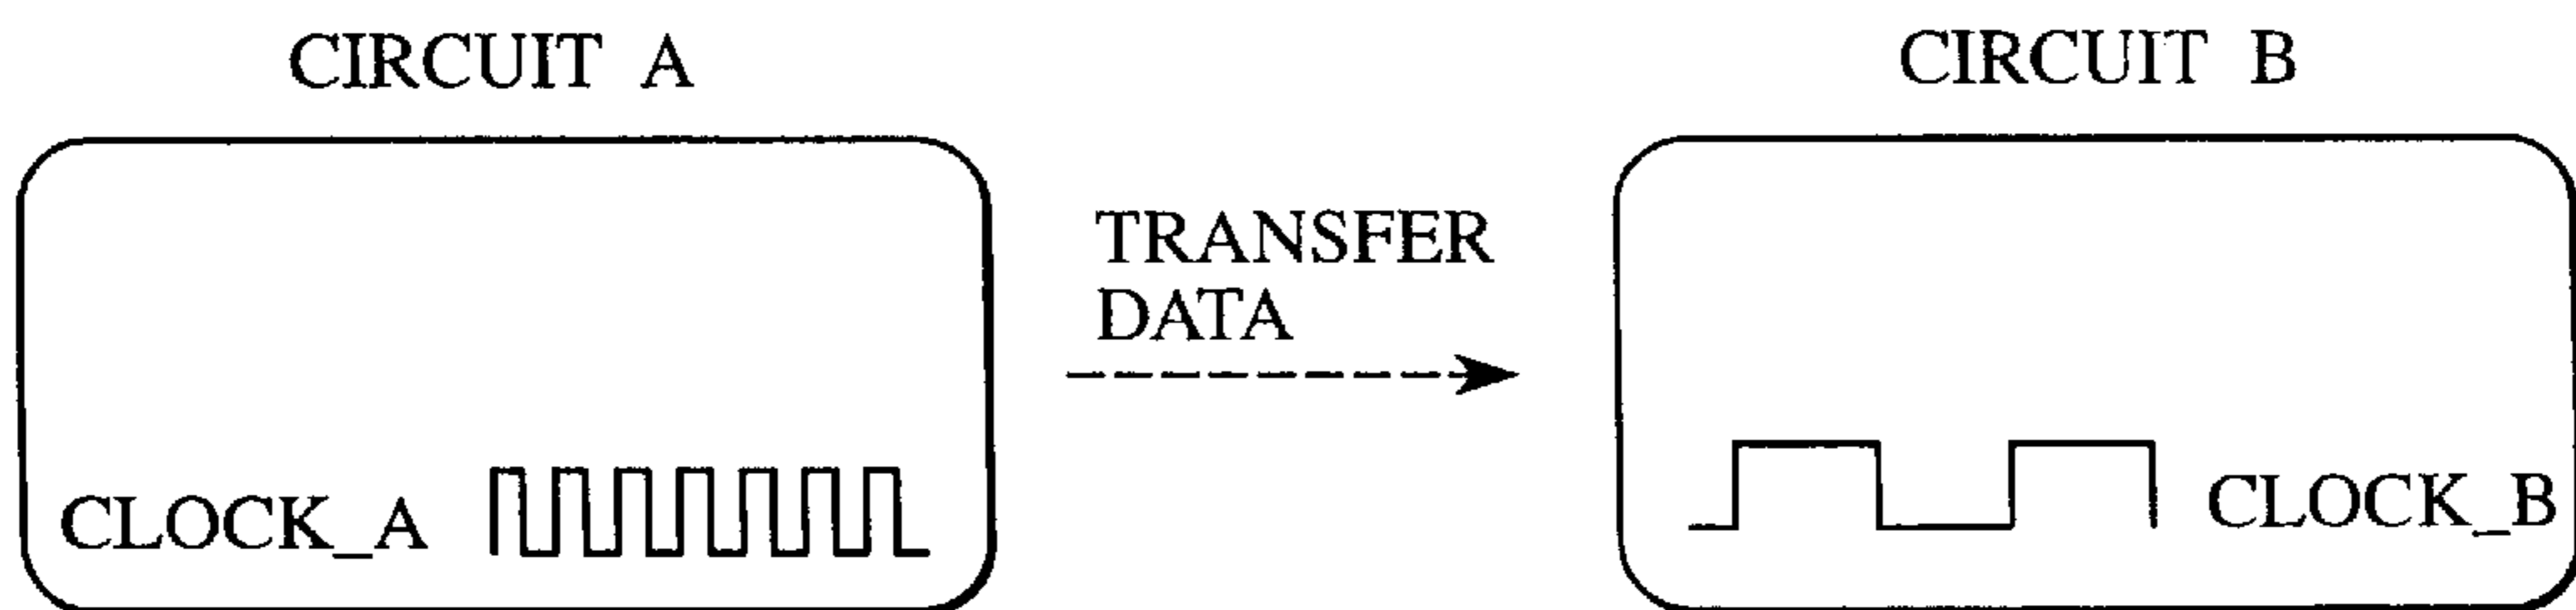 CIRCUIT A
CIRCUIT B
TRANSFER
DATA
CLOCK_A
CLOCK_B